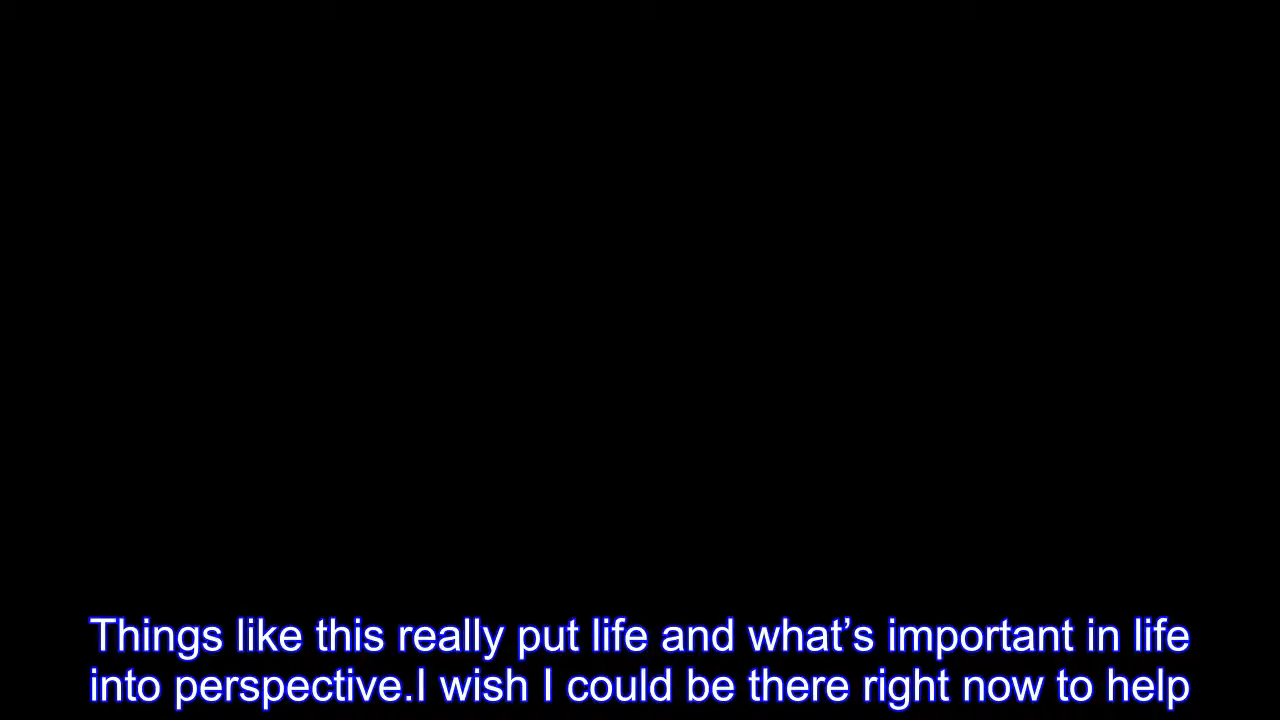 Things like this really put life and what’s important in life
into perspective.I wish I could be there right now to help